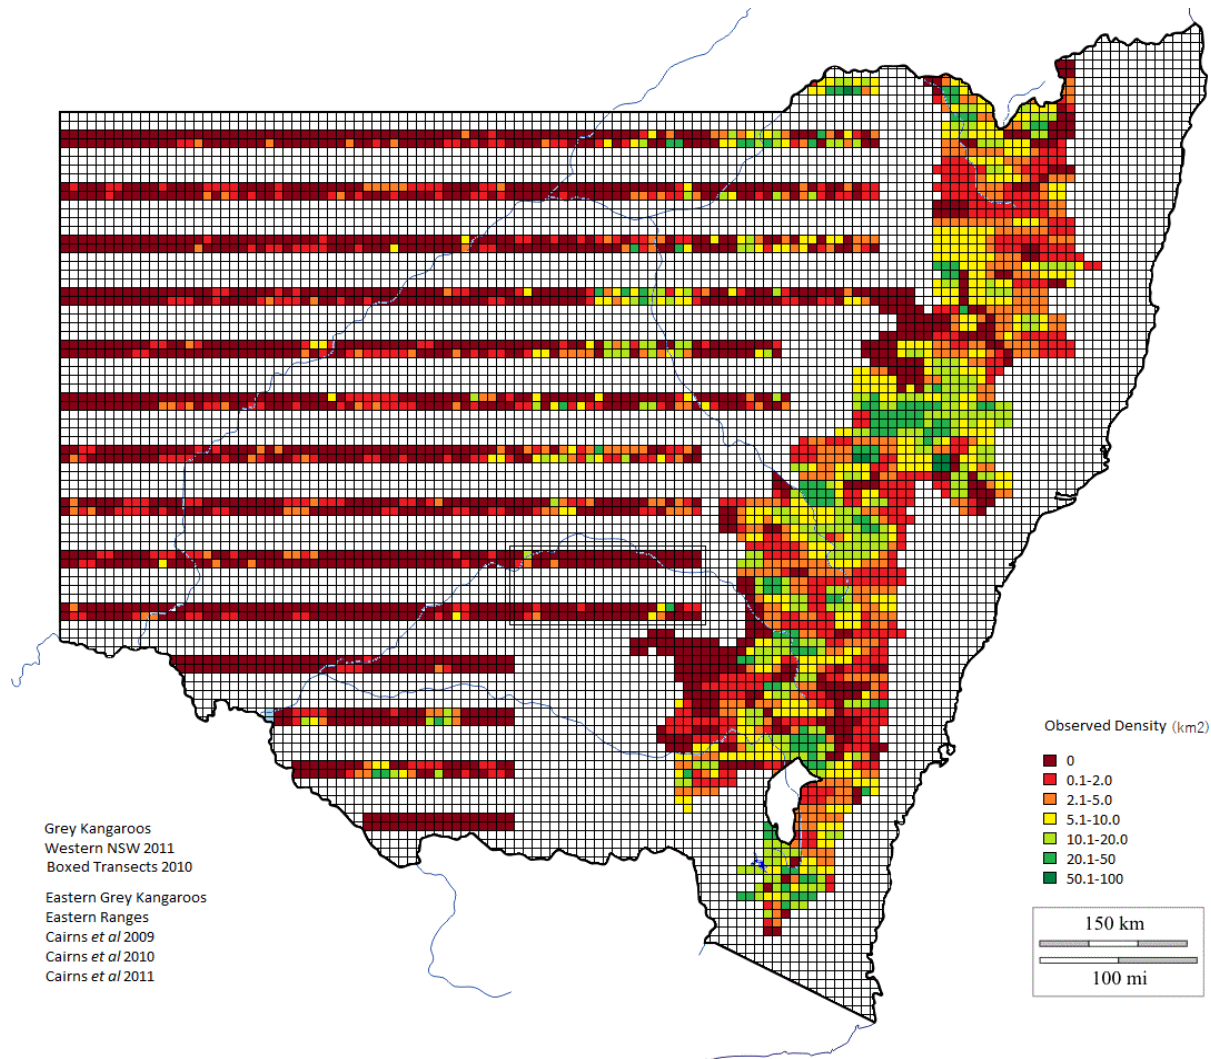 Observed Density (km2)
0
0.1-2.0
2.1-5.0
5.1-10.0
10.1-20.0
20.1-50
50.1-100
Grey Kangaroos
Western NSW 2011
Boxed Transects 2010
Eastern Grey Kangaroos
Eastern Ranges
Cairns et al 2009
Cairns et al 2010
Cairns et al 2011
150 km
100 mi